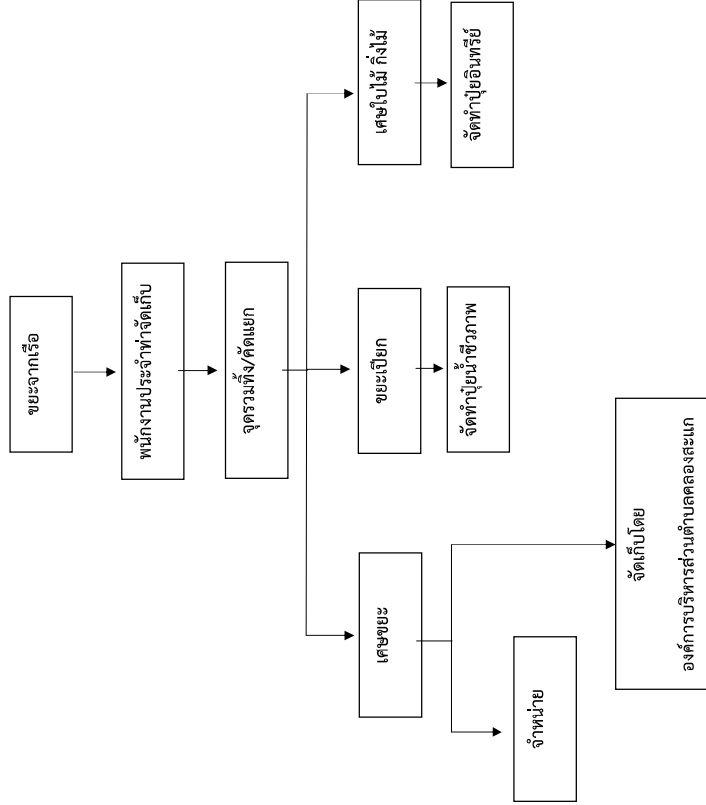 ขยะจากเรือ
พนักงานประจำท่าจัดเก็บ
จุดรวมทิ้ง/คัดแยก
เศษขยะ
ขยะเปียก
เศษใบไม้ กิ่งไม้
จำหน่าย
จัดเก็บโดย
องค์การบริหารส่วนตำบลคลองสะแก
จัดทำปุ๋ยน้ำชีวภาพ
จัดทำปุ๋ยอินทรีย์